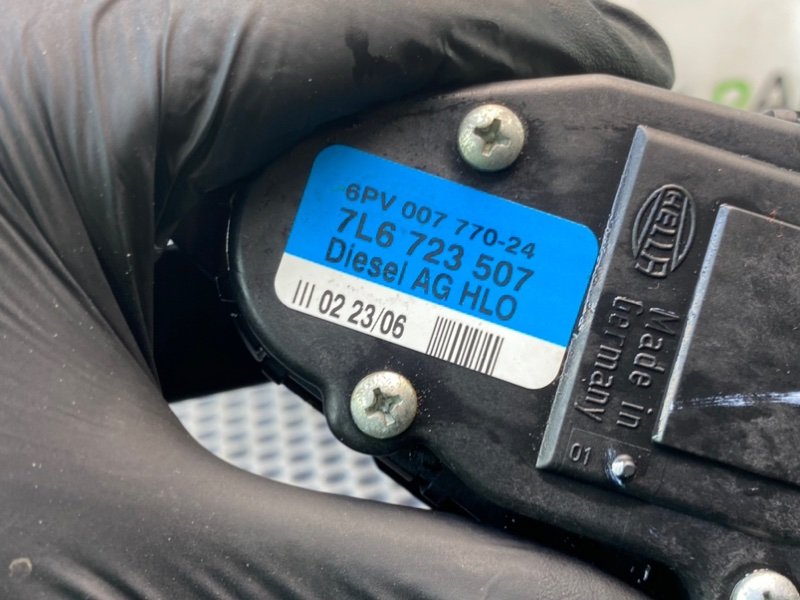 6PV 007 770-24
7L6 723 507
Diesel AG HLO
III 02 23/06
HELLA
Made in
Germany
01